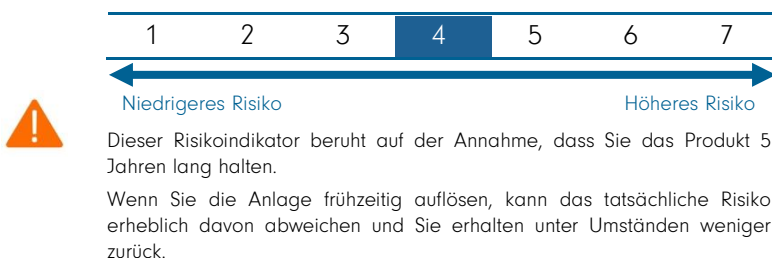 1 2 3 4 5 6 7
Niedrigeres Risiko Höheres Risiko
Dieser Risikoindikator beruht auf der Annahme, dass Sie das Produkt 5
Jahren lang halten.
Wenn Sie die Anlage frühzeitig auflösen, kann das tatsächliche Risiko
erheblich davon abweichen und Sie erhalten unter Umständen weniger
zurück.